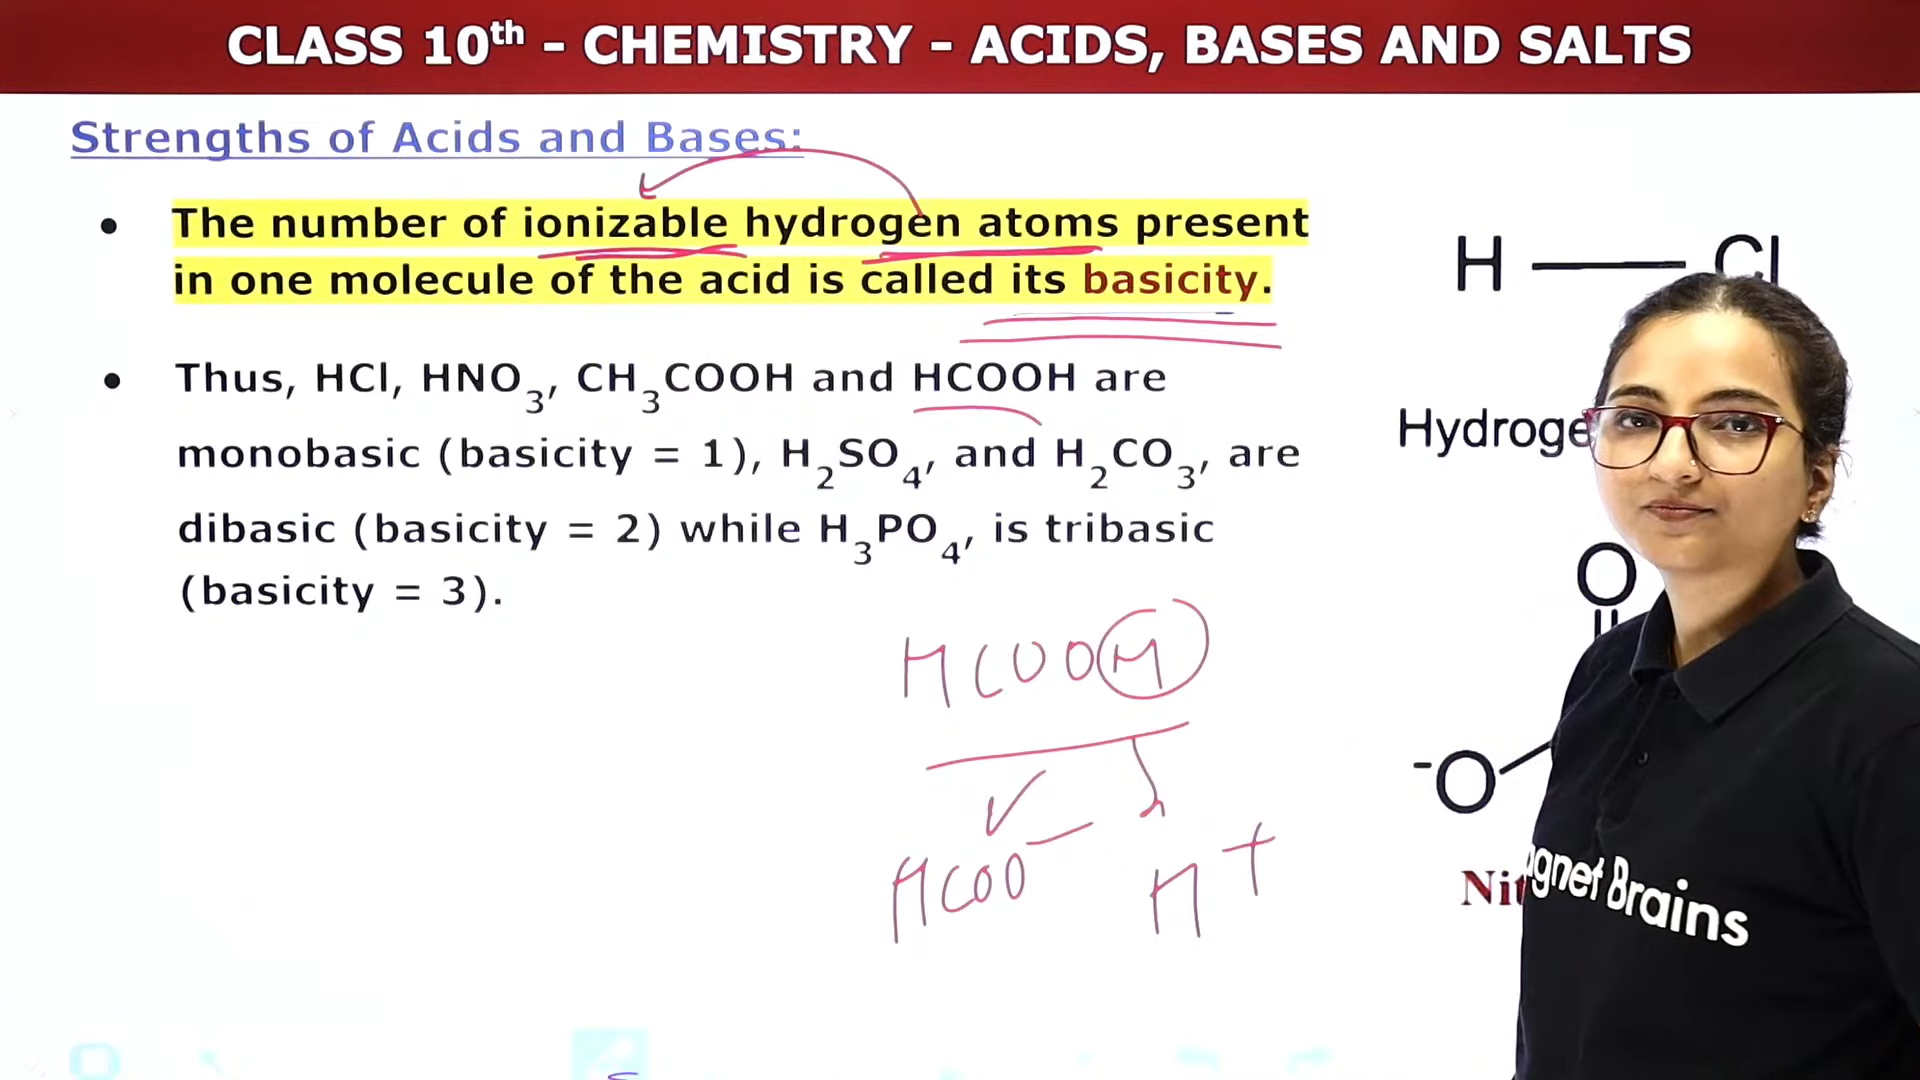 CLASS 10th - CHEMISTRY - ACIDS, BASES AND SALTS
Strengths of Acids and Bases:
• The number of ionizable hydrogen atoms present
in one molecule of the acid is called its basicity.
• Thus, HCl, HNO3, CH3COOH and HCOOH are
monobasic (basicity = 1), H2SO4, and H2CO3, are
dibasic (basicity = 2) while H3PO4, is tribasic
(basicity = 3).
HCOOH
HCOO− H+
H — Cl
Hydroge
O
-O
Nit
agnet Brains